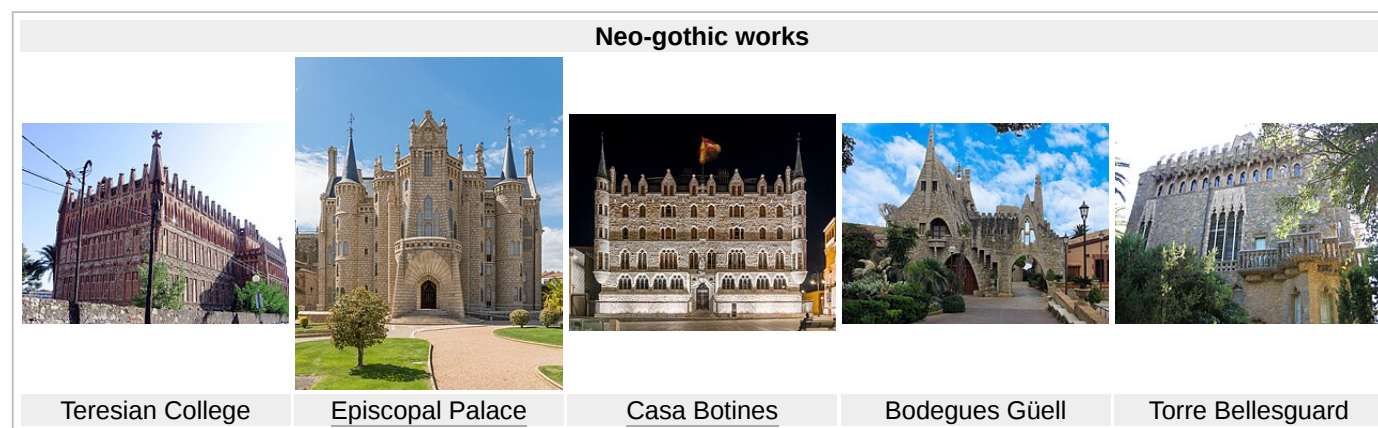 Neo-gothic works
Teresian College
Episcopal Palace
Casa Botines
Bodegues Güell
Torre Bellesguard